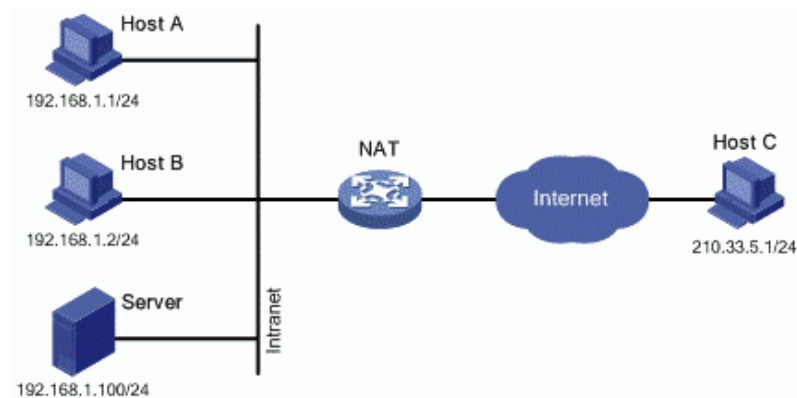 Host A
192.168.1.1/24
Host B
192.168.1.2/24
Server
192.168.1.100/24
Intranet
NAT
Internet
Host C
210.33.5.1/24